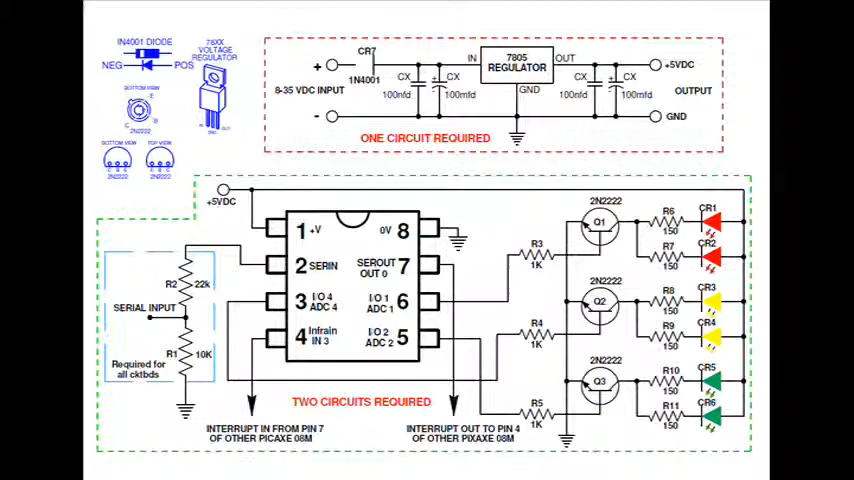 IN4001 DIODE
NEG
POS
78XX
VOLTAGE
REGULATOR
IN
GND
OUT
BOTTOM VIEW
E
C
B
2N2222
BOTTOM VIEW
2N2222
TOP VIEW
2N2222
CR7
1N4001
+
8-35 VDC INPUT
-
CX
100nfd
+
CX
100mfd
IN
7805
REGULATOR
OUT
GND
CX
100nfd
+
CX
100mfd
+5VDC
OUTPUT
GND
ONE CIRCUIT REQUIRED
+5VDC
1 +V
0V 8
2 SERIN
SEROUT
OUT 0
7
3 I/O 4
ADC 4
I/O 1
ADC 1
6
4 Infrain
IN 3
I/O 2
ADC 2
5
R2
22k
SERIAL INPUT
R1
10K
Required for
all cktbds
R3
1K
R4
1K
R5
1K
2N2222
Q1
2N2222
Q2
2N2222
Q3
R6
150
CR1
R7
150
CR2
R8
150
CR3
R9
150
CR4
R10
150
CR5
R11
150
CR6
TWO CIRCUITS REQUIRED
INTERRUPT IN FROM PIN 7
OF OTHER PICAXE 08M
INTERRUPT OUT TO PIN 4
OF OTHER PIXAXE 08M